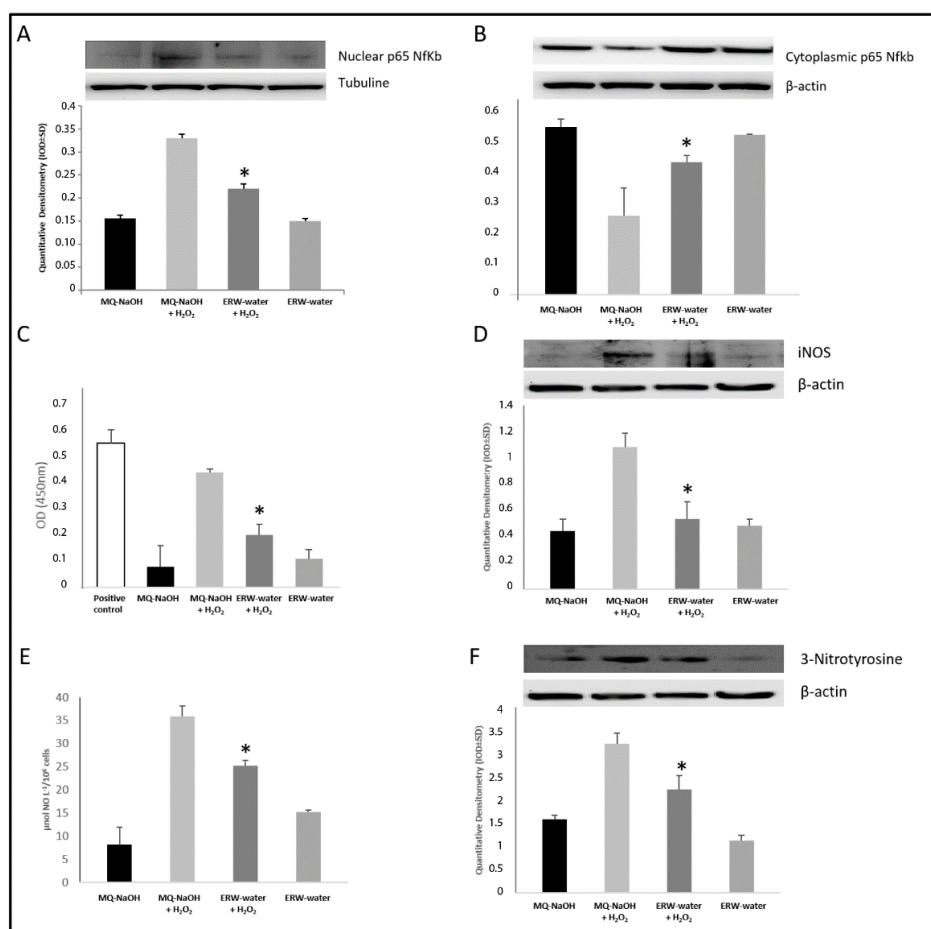 A
Nuclear p65 NfKb
Tubuline
Quantitative Densitometry (IOD±SD)
0.4
0.35
0.3
0.25
0.2
0.15
0.1
0.05
0
*
MQ-NaOH
MQ-NaOH
+ H₂O₂
ERW-water
+ H₂O₂
ERW-water
B
Cytoplasmic p65 Nfkb
β-actin
0.6
0.5
0.4
0.3
0.2
0.1
0
*
MQ-NaOH
MQ-NaOH
+ H₂O₂
ERW-water
+ H₂O₂
ERW-water
C
OD (450nm)
0.7
0.6
0.5
0.4
0.3
0.2
0.1
0
*
Positive
control
MQ-NaOH
MQ-NaOH
+ H₂O₂
ERW-water
+ H₂O₂
ERW-water
D
iNOS
β-actin
Quantitative Densitometry (IOD±SD)
1.4
1.2
1
0.8
0.6
0.4
0.2
0
*
MQ-NaOH
MQ-NaOH
+ H₂O₂
ERW-water
+ H₂O₂
ERW-water
E
µmol NO L⁻¹/10⁶ cells
40
35
30
25
20
15
10
5
0
*
MQ-NaOH
MQ-NaOH
+ H₂O₂
ERW-water
+ H₂O₂
ERW-water
F
3-Nitrotyrosine
β-actin
Quantitative Densitometry (IOD±SD)
4
3.5
3
2.5
2
1.5
1
0.5
0
*
MQ-NaOH
MQ-NaOH
+ H₂O₂
ERW-water
+ H₂O₂
ERW-water